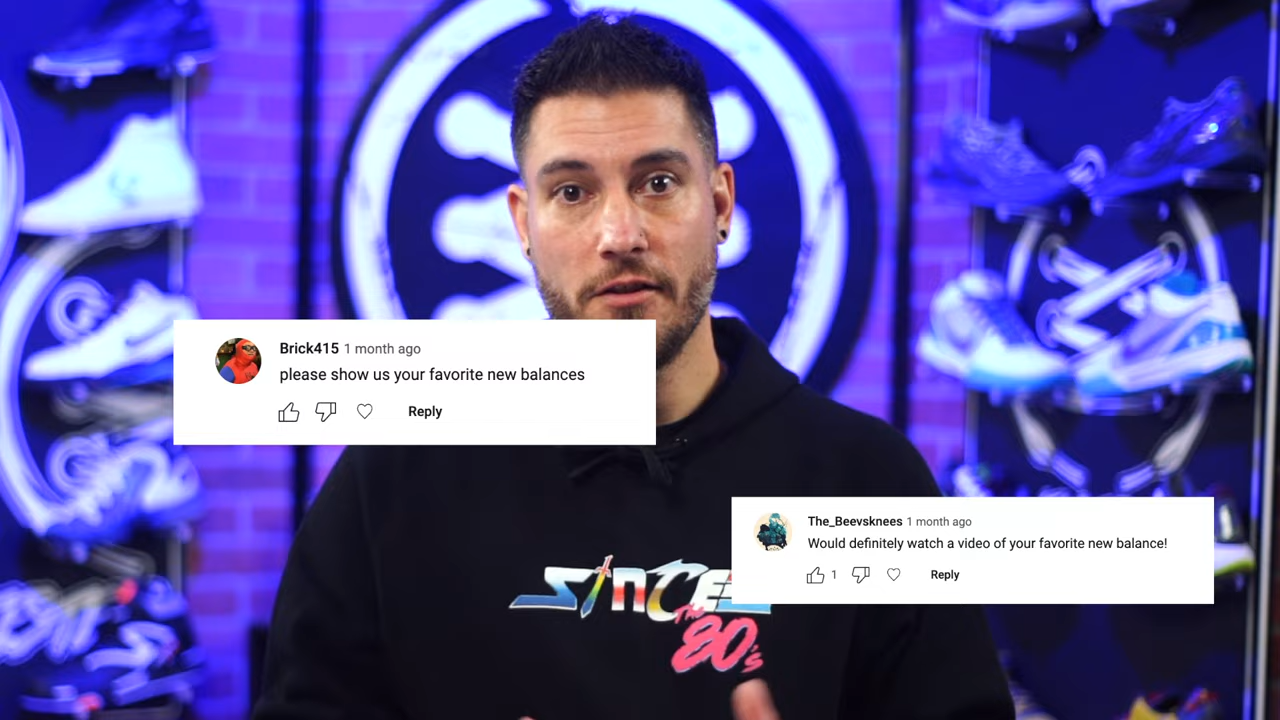 Brick415 1 month ago
please show us your favorite new balances
Reply
The_Beevsknees 1 month ago
Would definitely watch a video of your favorite new balance!
1
Reply
SINCE
The
80's